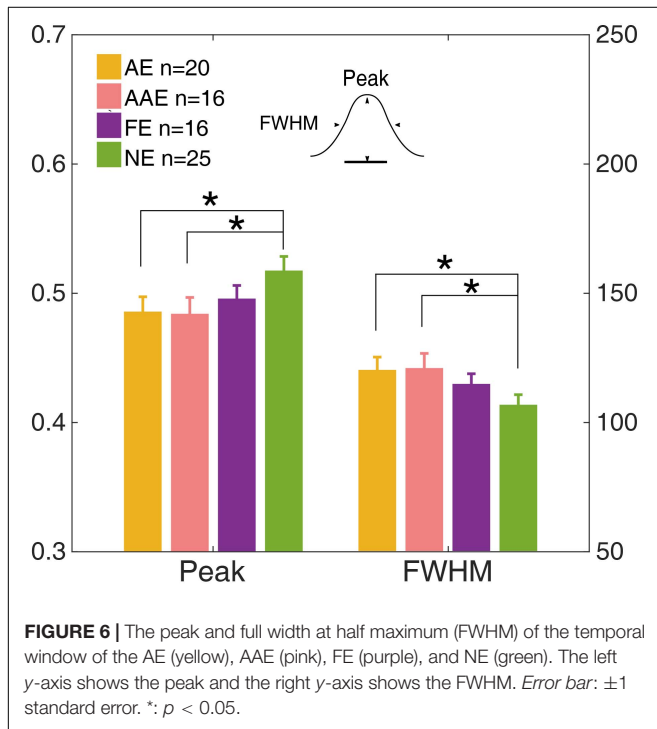 0.7
250
AE n=20
AAE n=16
FE n=16
NE n=25
Peak
FWHM
0.6
200
*
*
0.5
150
*
*
0.4
100
0.3
50
Peak
FWHM
FIGURE 6 | The peak and full width at half maximum (FWHM) of the temporal
window of the AE (yellow), AAE (pink), FE (purple), and NE (green). The left
y-axis shows the peak and the right y-axis shows the FWHM. Error bar: ±1
standard error. *: p < 0.05.